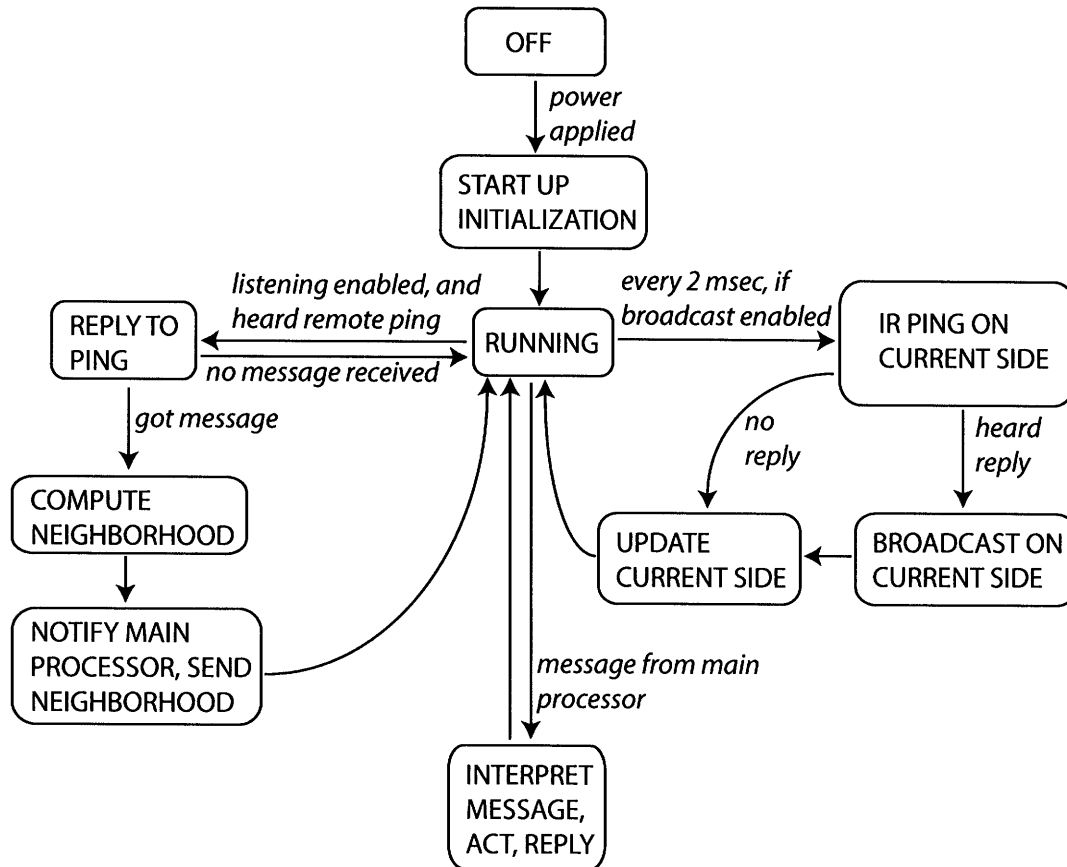 OFF
power
applied
START UP
INITIALIZATION
listening enabled, and
heard remote ping
every 2 msec, if
broadcast enabled
REPLY TO
PING
RUNNING
IR PING ON
CURRENT SIDE
no message received
got message
no
reply
heard
reply
COMPUTE
NEIGHBORHOOD
UPDATE
CURRENT SIDE
BROADCAST ON
CURRENT SIDE
NOTIFY MAIN
PROCESSOR, SEND
NEIGHBORHOOD
message from main
processor
INTERPRET
MESSAGE,
ACT, REPLY